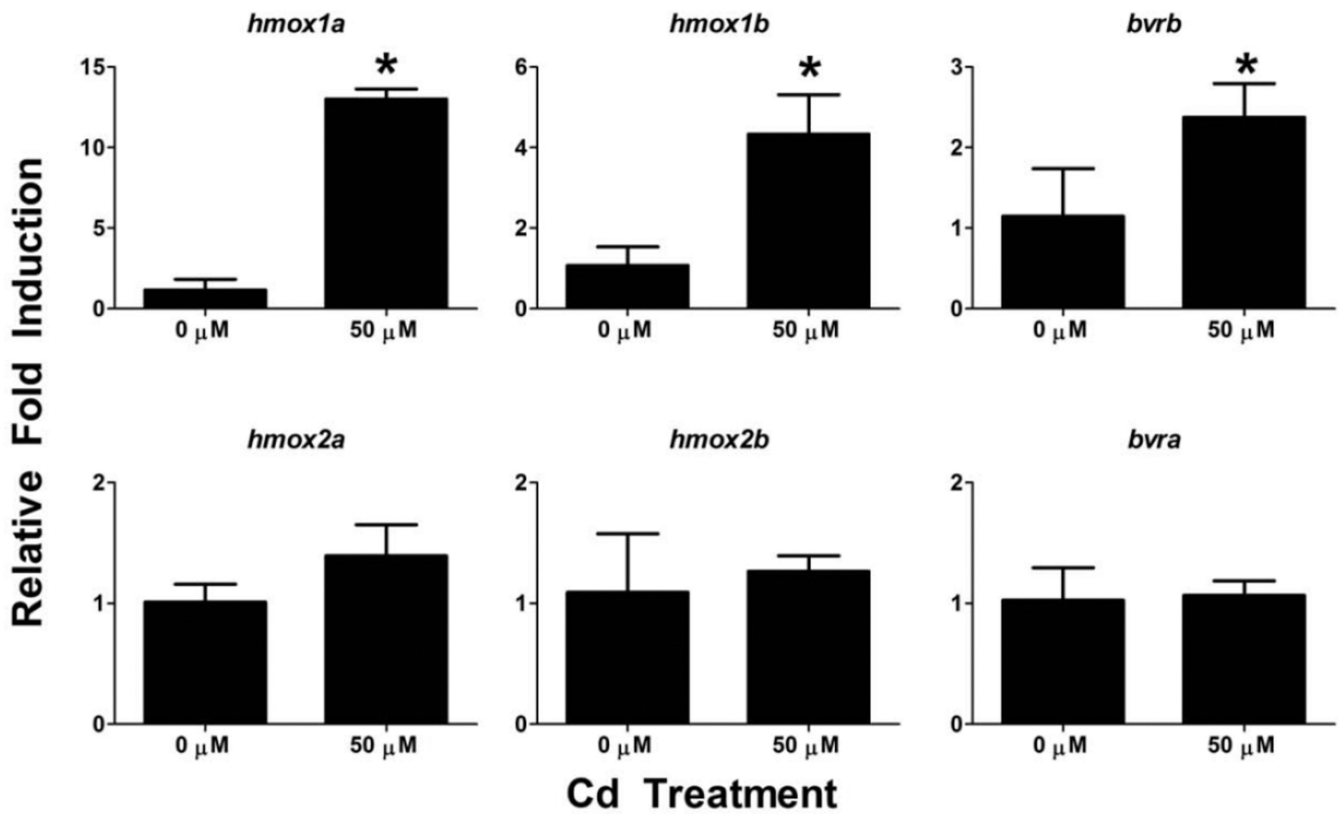 Relative Fold Induction
hmox1a
15
10
5
0
*
0 μM 50 μM
hmox1b
6
4
2
0
*
0 μM 50 μM
bvrb
3
2
1
0
*
0 μM 50 μM
hmox2a
2
1
0
0 μM 50 μM
hmox2b
2
1
0
0 μM 50 μM
bvra
2
1
0
0 μM 50 μM
Cd Treatment